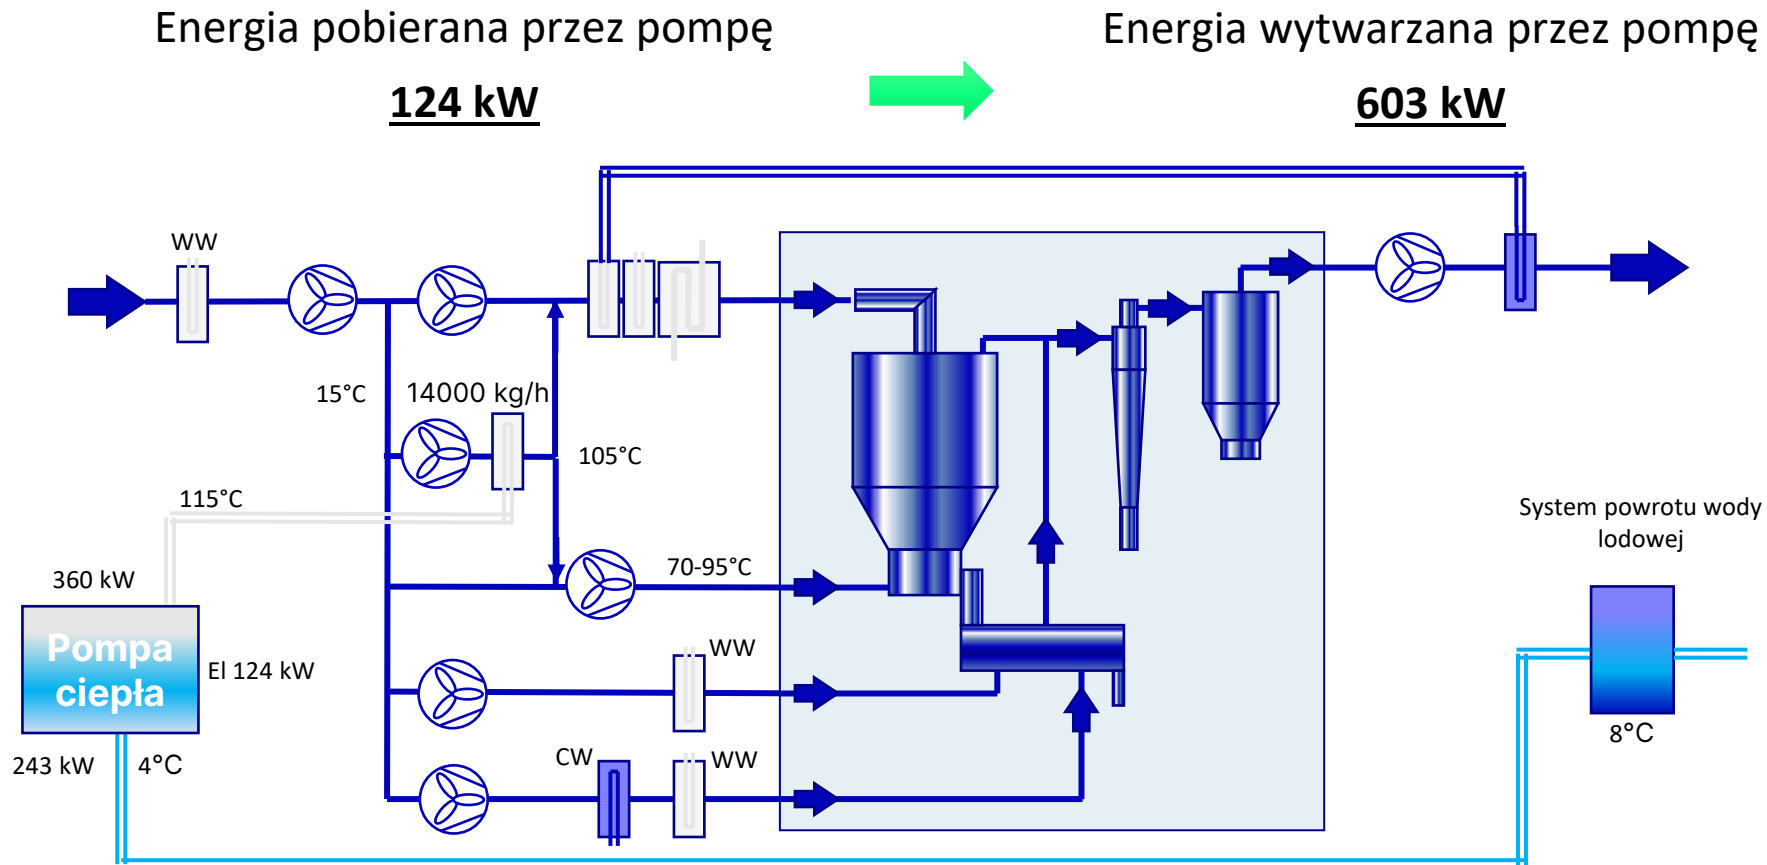 Energia pobierana przez pompę
124 kW
Energia wytwarzana przez pompę
603 kW
WW
15°C
14000 kg/h
105°C
115°C
360 kW
Pompa
ciepła
El 124 kW
243 kW
4°C
70-95°C
WW
CW
WW
System powrotu wody
lodowej
8°C